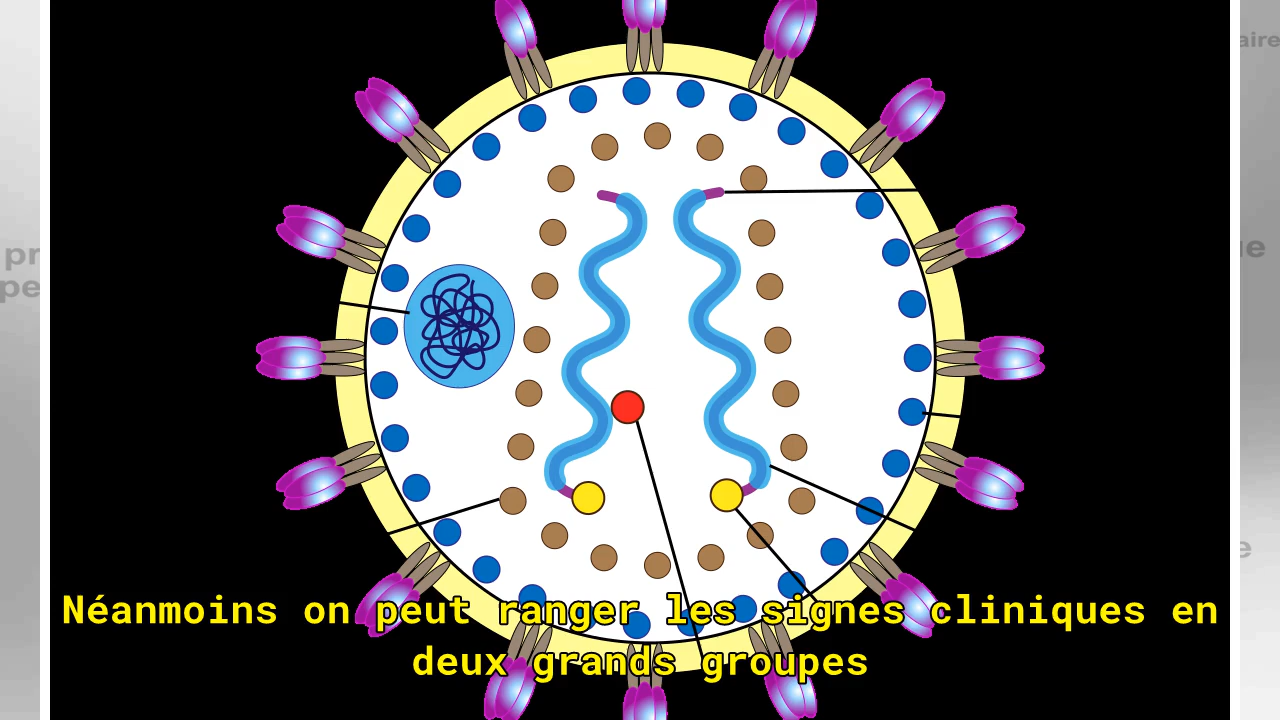 Néanmoins on peut ranger les signes cliniques en
deux grands groupes